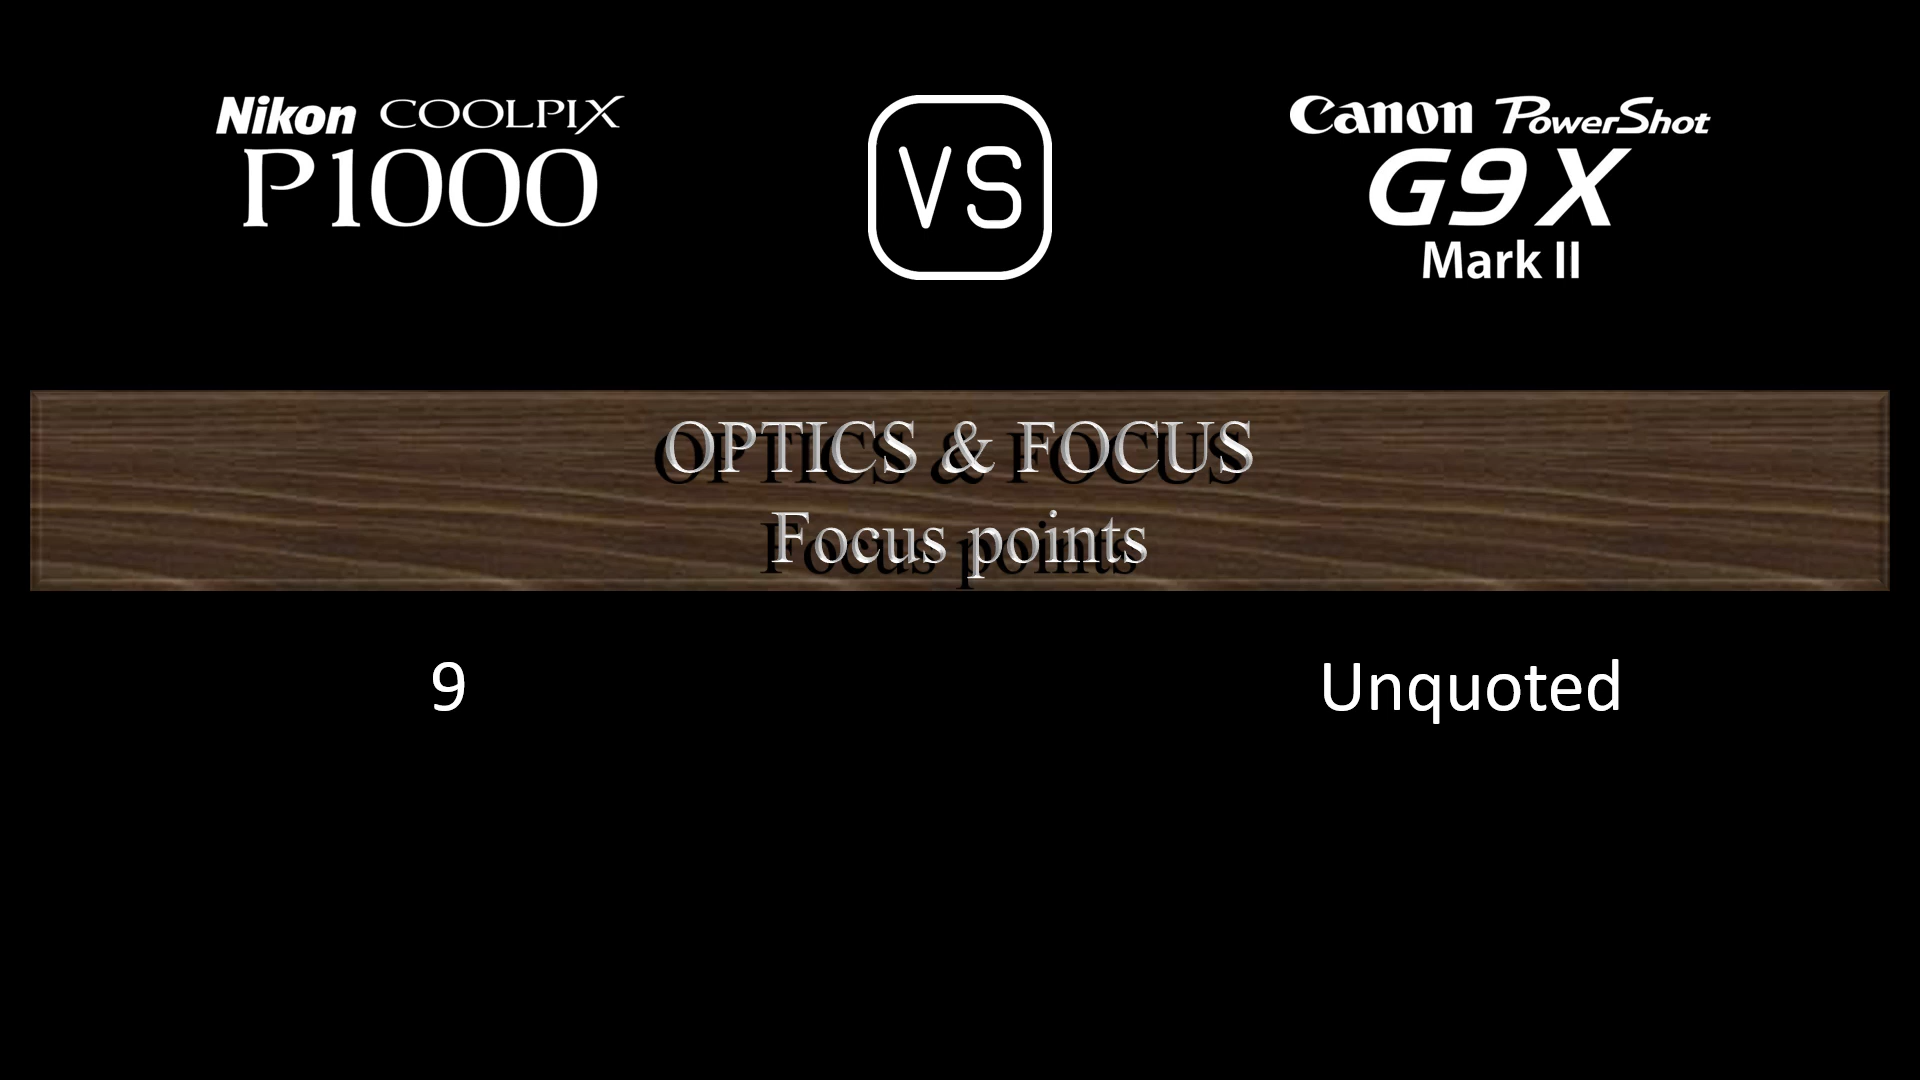 Nikon COOLPIX
P1000
VS
Canon PowerShot
G9 X
Mark II
OPTICS & FOCUS
Focus points
9
Unquoted